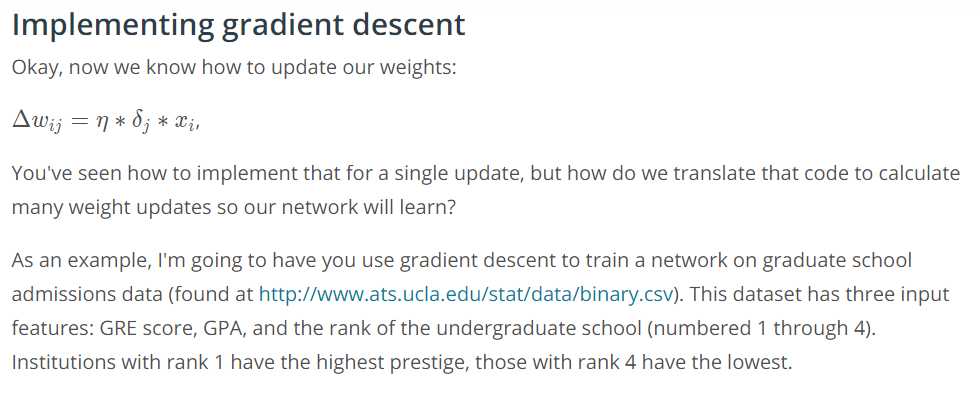 Implementing gradient descent
Okay, now we know how to update our weights:
Δw_{ij} = η * δ_j * x_i,
You've seen how to implement that for a single update, but how do we translate that code to calculate
many weight updates so our network will learn?
As an example, I'm going to have you use gradient descent to train a network on graduate school
admissions data (found at http://www.ats.ucla.edu/stat/data/binary.csv). This dataset has three input
features: GRE score, GPA, and the rank of the undergraduate school (numbered 1 through 4).
Institutions with rank 1 have the highest prestige, those with rank 4 have the lowest.